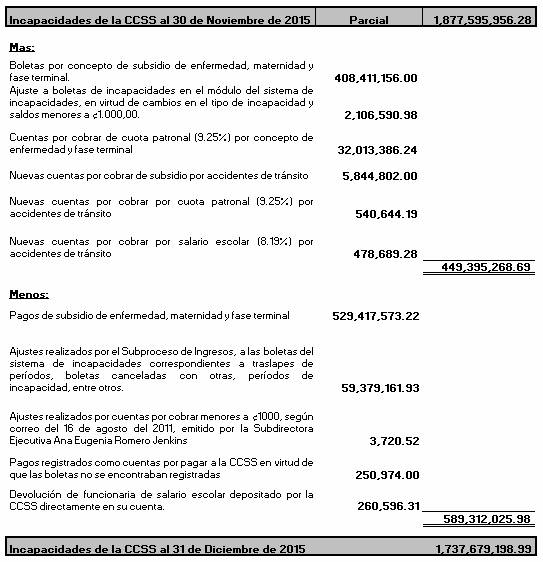 Incapacidades de la CCSS al 30 de Noviembre de 2015 Parcial 1,877,595,956.28
Mas:
Boletas por concepto de subsidio de enfermedad, maternidad y
fase terminal. 408,411,156.00
Ajuste a boletas de incapacidades en el módulo del sistema de
incapacidades, en virtud de cambios en el tipo de incapacidad y
saldos menores a ¢1.000,00. 2,106,590.98
Cuentas por cobrar de cuota patronal (9.25%) por concepto de
enfermedad y fase terminal 32,013,386.24
Nuevas cuentas por cobrar de subsidio por accidentes de tránsito 5,844,802.00
Nuevas cuentas por cobrar por cuota patronal (9.25%) por
accidentes de tránsito 540,644.19
Nuevas cuentas por cobrar por salario escolar (8.19%) por
accidentes de tránsito 478,689.28
449,395,268.69
Menos:
Pagos de subsidio de enfermedad, maternidad y fase terminal 529,417,573.22
Ajustes realizados por el Subproceso de Ingresos, a las boletas del
sistema de incapacidades correspondientes a traslapes de
períodos, boletas canceladas con otras, períodos de
incapacidad, entre otros. 59,379,161.93
Ajustes realizados por cuentas por cobrar menores a ¢1000, según
correo del 16 de agosto del 2011, emitido por la Subdirectora
Ejecutiva Ana Eugenia Romero Jenkins 3,720.52
Pagos registrados como cuentas por pagar a la CCSS en virtud de
que las boletas no se encontraban registradas 250,974.00
Devolución de funcionaria de salario escolar depositado por la
CCSS directamente en su cuenta. 260,596.31
589,312,025.98
Incapacidades de la CCSS al 31 de Diciembre de 2015 1,737,679,198.99